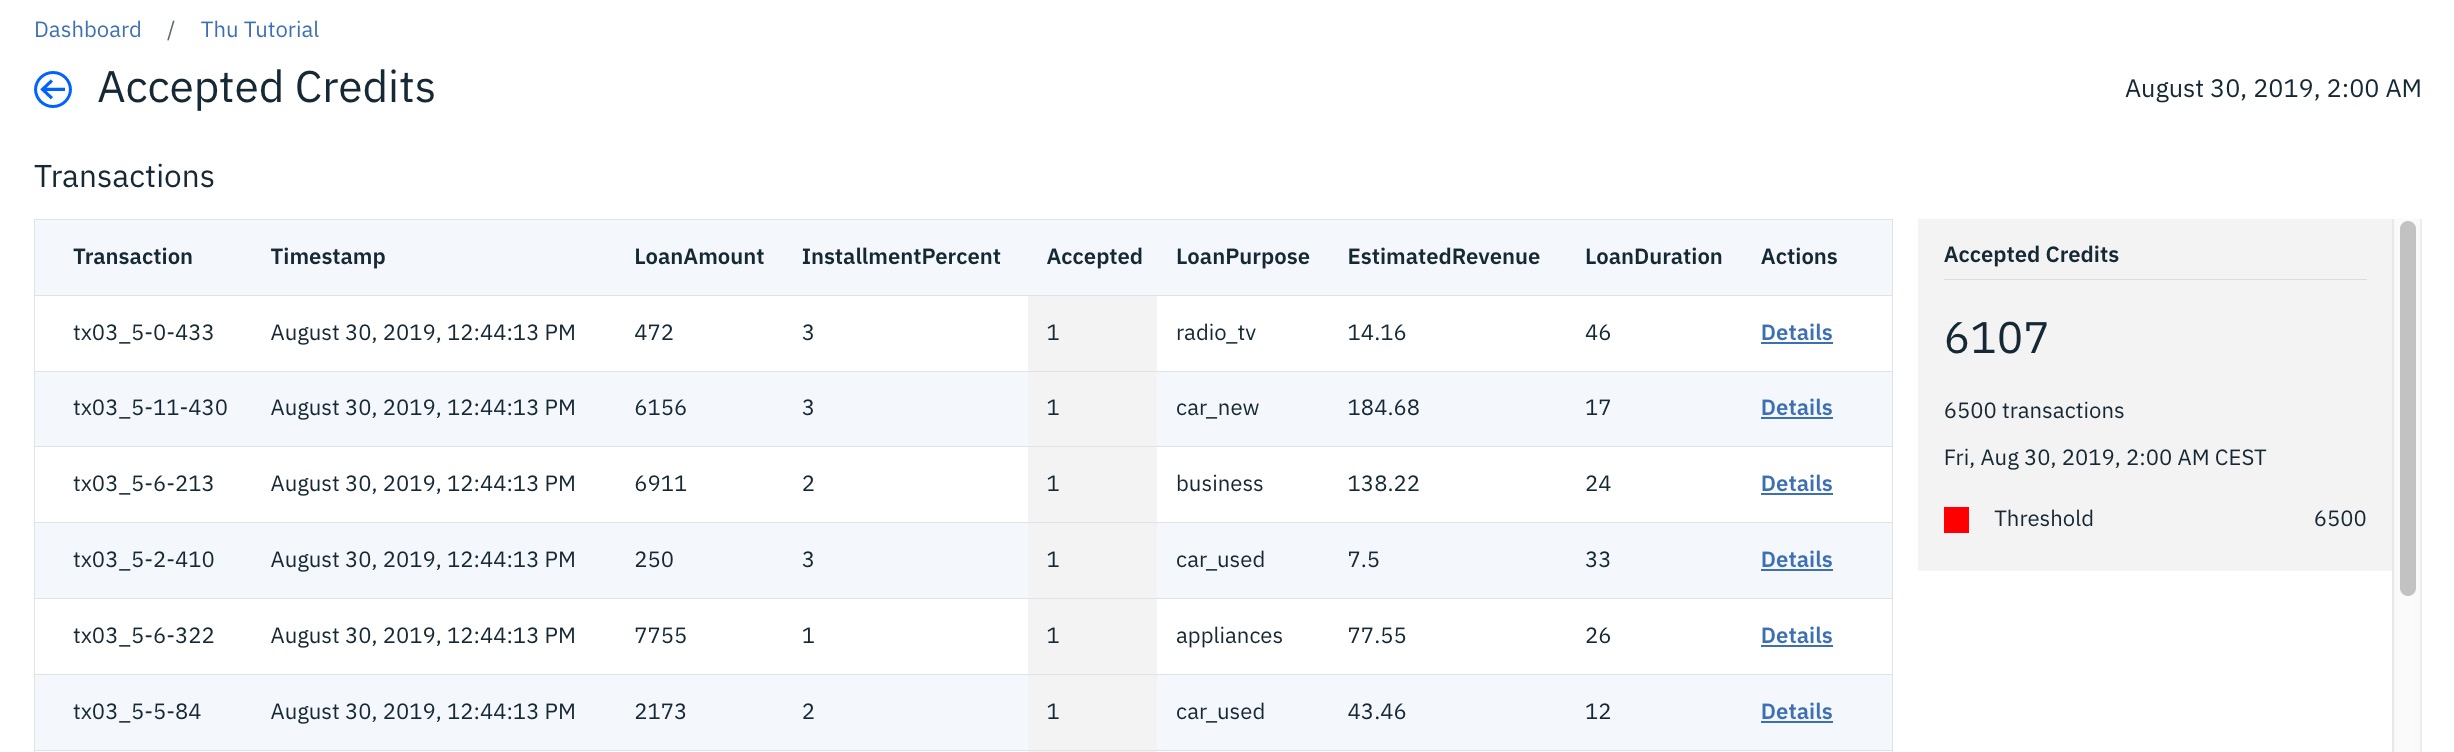 Dashboard / Thu Tutorial
Accepted Credits
August 30, 2019, 2:00 AM
Transactions
Transaction Timestamp LoanAmount InstallmentPercent Accepted LoanPurpose EstimatedRevenue LoanDuration Actions
tx03_5-0-433 August 30, 2019, 12:44:13 PM 472 3 1 radio_tv 14.16 46 Details
tx03_5-11-430 August 30, 2019, 12:44:13 PM 6156 3 1 car_new 184.68 17 Details
tx03_5-6-213 August 30, 2019, 12:44:13 PM 6911 2 1 business 138.22 24 Details
tx03_5-2-410 August 30, 2019, 12:44:13 PM 250 3 1 car_used 7.5 33 Details
tx03_5-6-322 August 30, 2019, 12:44:13 PM 7755 1 1 appliances 77.55 26 Details
tx03_5-5-84 August 30, 2019, 12:44:13 PM 2173 2 1 car_used 43.46 12 Details
Accepted Credits
6107
6500 transactions
Fri, Aug 30, 2019, 2:00 AM CEST
Threshold 6500